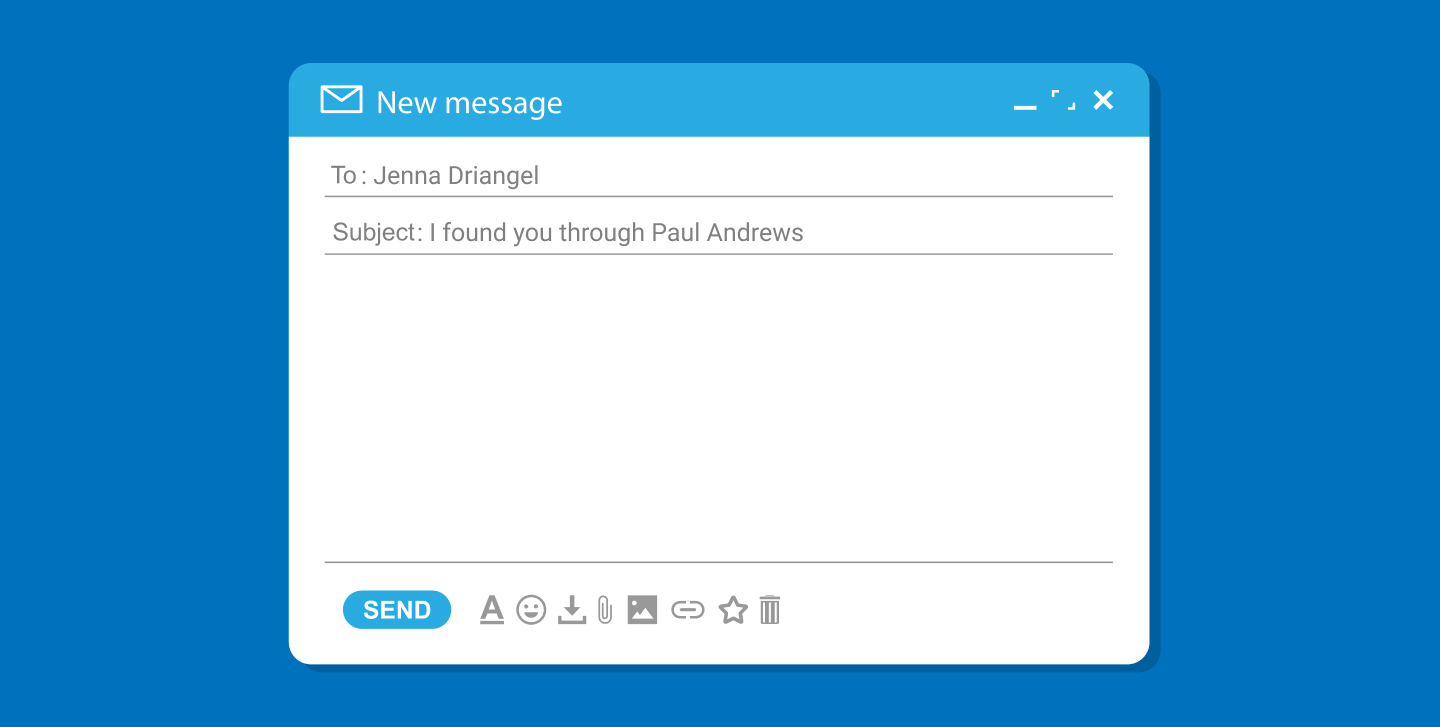 New message
To : Jenna Driangel
Subject: I found you through Paul Andrews
SEND
A